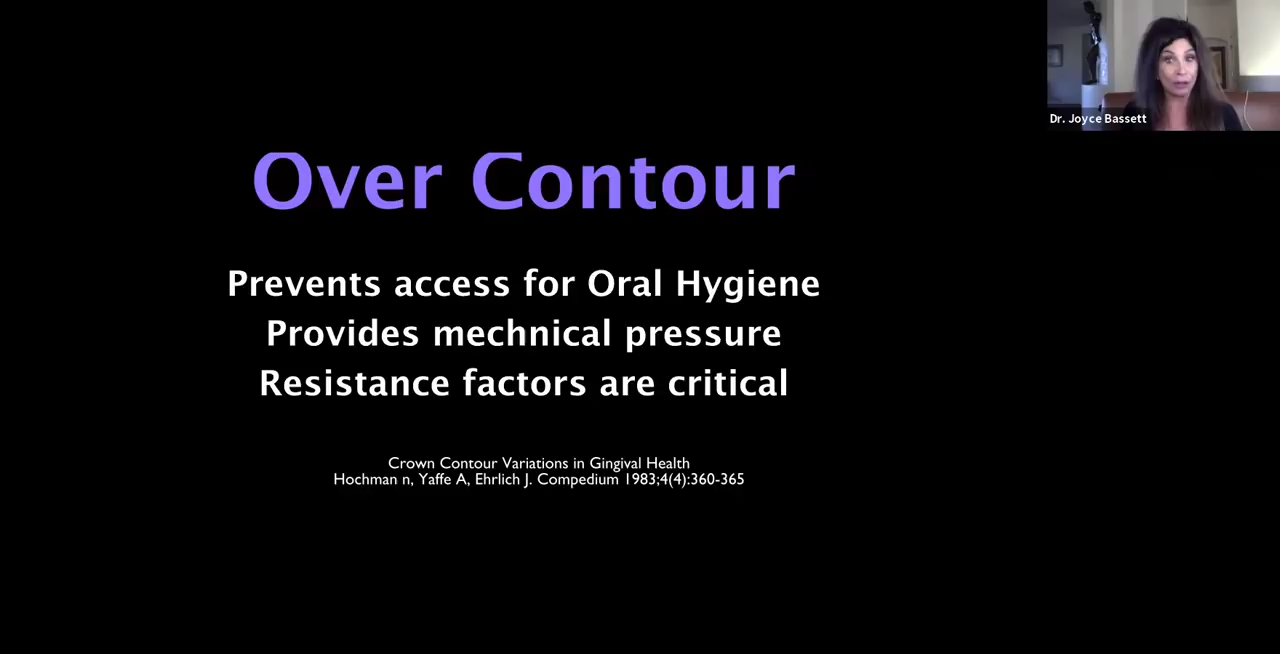 Dr. Joyce Bassett
Over Contour
Prevents access for Oral Hygiene
Provides mechnical pressure
Resistance factors are critical
Crown Contour Variations in Gingival Health
Hochman n, Yaffe A, Ehrlich J. Compedium 1983;4(4):360-365